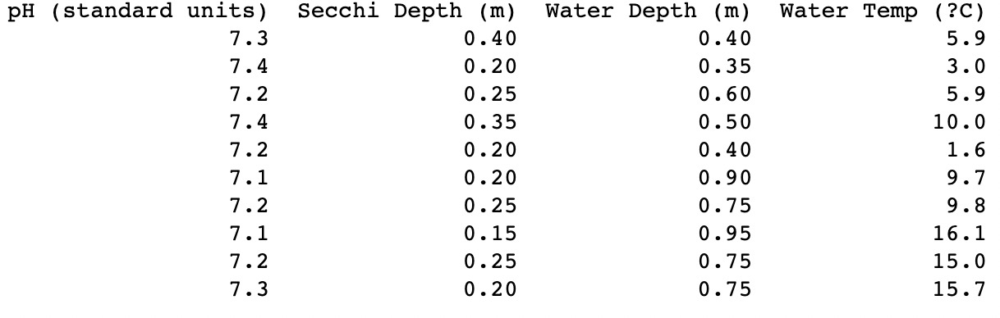 pH (standard units)  Secchi Depth (m)  Water Depth (m)  Water Temp (?C)
7.3  0.40  0.40  5.9
7.4  0.20  0.35  3.0
7.2  0.25  0.60  5.9
7.4  0.35  0.50  10.0
7.2  0.20  0.40  1.6
7.1  0.20  0.90  9.7
7.2  0.25  0.75  9.8
7.1  0.15  0.95  16.1
7.2  0.25  0.75  15.0
7.3  0.20  0.75  15.7